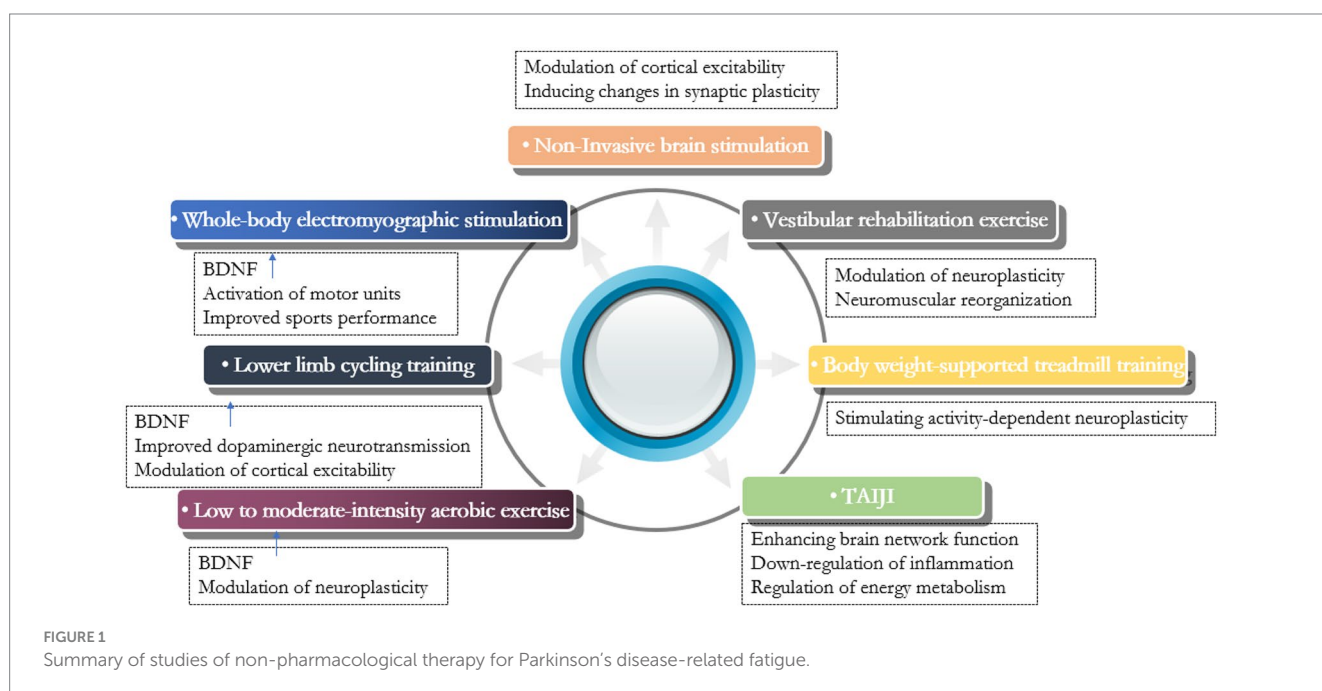 Modulation of cortical excitability
Inducing changes in synaptic plasticity
• Non-Invasive brain stimulation
• Whole-body electromyographic stimulation
BDNF
Activation of motor units
Improved sports performance
• Vestibular rehabilitation exercise
Modulation of neuroplasticity
Neuromuscular reorganization
• Lower limb cycling training
BDNF
Improved dopaminergic neurotransmission
Modulation of cortical excitability
• Body weight-supported treadmill training
Stimulating activity-dependent neuroplasticity
• Low to moderate-intensity aerobic exercise
BDNF
Modulation of neuroplasticity
• TAIJI
Enhancing brain network function
Down-regulation of inflammation
Regulation of energy metabolism
FIGURE 1
Summary of studies of non-pharmacological therapy for Parkinson's disease-related fatigue.